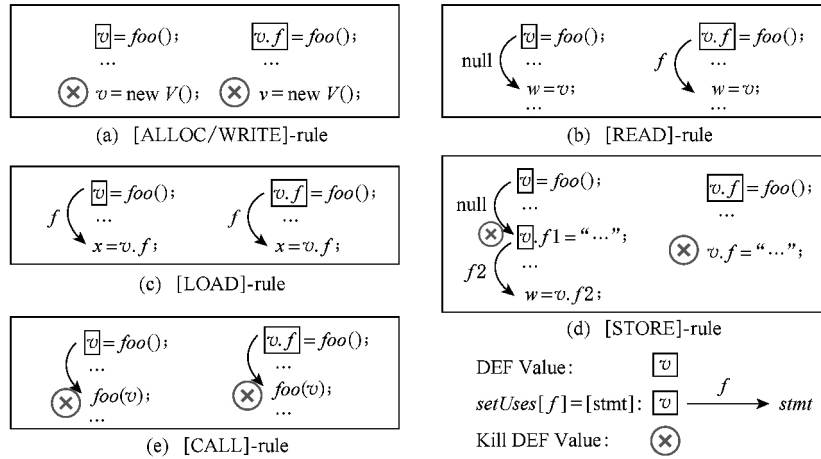 v = foo(); v.f = foo();
... ...
v = new V(); v = new V();
(a) [ALLOC/WRITE]-rule
v = foo(); v.f = foo();
null f
... ...
w = v; w = v;
... ...
(b) [READ]-rule
v = foo(); v.f = foo();
f ... f ...
x = v.f; x = v.f;
(c) [LOAD]-rule
v = foo(); v.f = foo();
null ... ...
v.f1 = “…”; v.f = “…”;
f2 ...
w = v.f2;
(d) [STORE]-rule
v = foo(); v.f = foo();
... ...
foo(v); foo(v);
... ...
(e) [CALL]-rule
DEF Value: v
setUses[f]=[stmt]: v f stmt
Kill DEF Value: